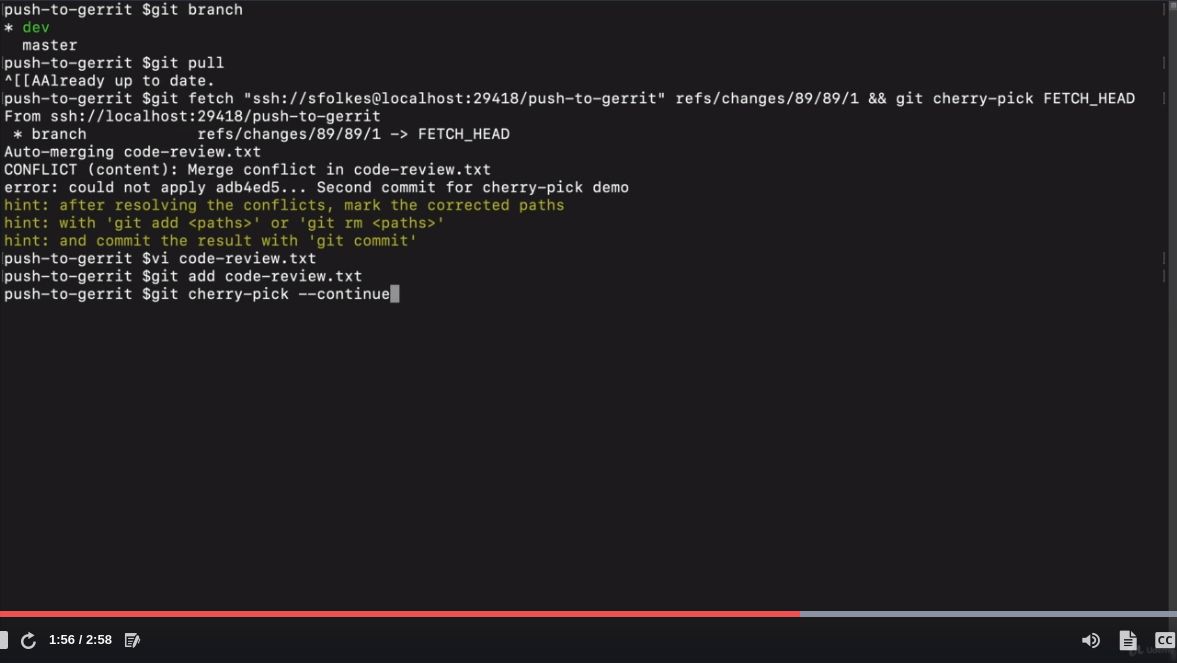 push-to-gerrit $git branch
* dev
master
push-to-gerrit $git pull
^[[AAlready up to date.
push-to-gerrit $git fetch "ssh://sfolkes@localhost:29418/push-to-gerrit" refs/changes/89/89/1 && git cherry-pick FETCH_HEAD
From ssh://localhost:29418/push-to-gerrit
* branch refs/changes/89/89/1 -> FETCH_HEAD
Auto-merging code-review.txt
CONFLICT (content): Merge conflict in code-review.txt
error: could not apply adb4ed5... Second commit for cherry-pick demo
hint: after resolving the conflicts, mark the corrected paths
hint: with 'git add <paths>' or 'git rm <paths>'
hint: and commit the result with 'git commit'
push-to-gerrit $vi code-review.txt
push-to-gerrit $git add code-review.txt
push-to-gerrit $git cherry-pick --continue
1:56 / 2:58
CC